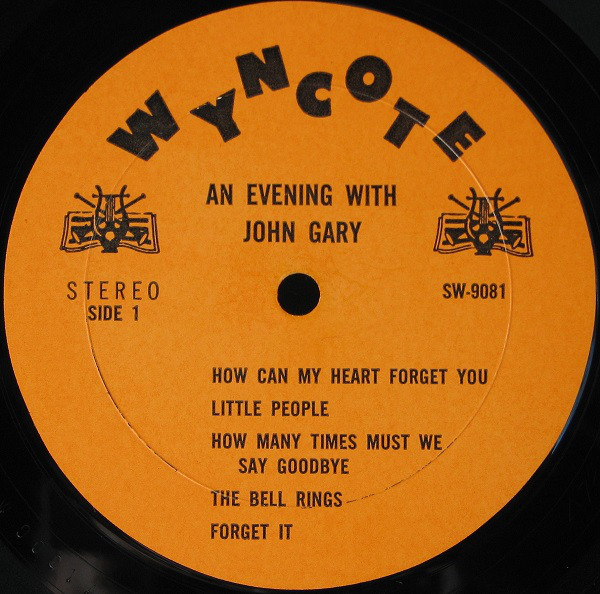 WYNCOTE
AN EVENING WITH
JOHN GARY
STEREO
SIDE 1
SW-9081
HOW CAN MY HEART FORGET YOU
LITTLE PEOPLE
HOW MANY TIMES MUST WE
SAY GOODBYE
THE BELL RINGS
FORGET IT